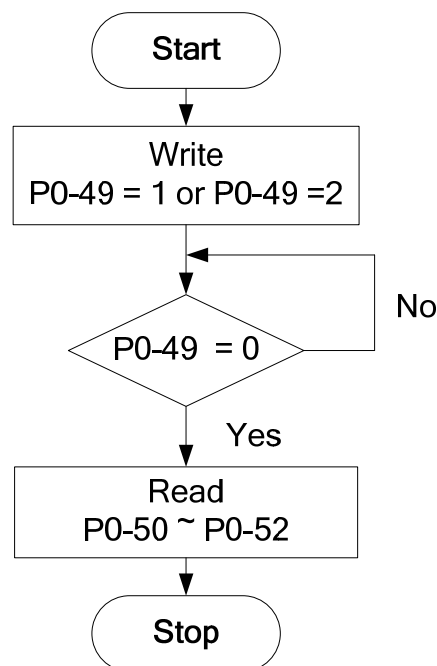 Start
Write
P0-49 = 1 or P0-49 =2
No
P0-49 = 0
Yes
Read
P0-50 ~ P0-52
Stop